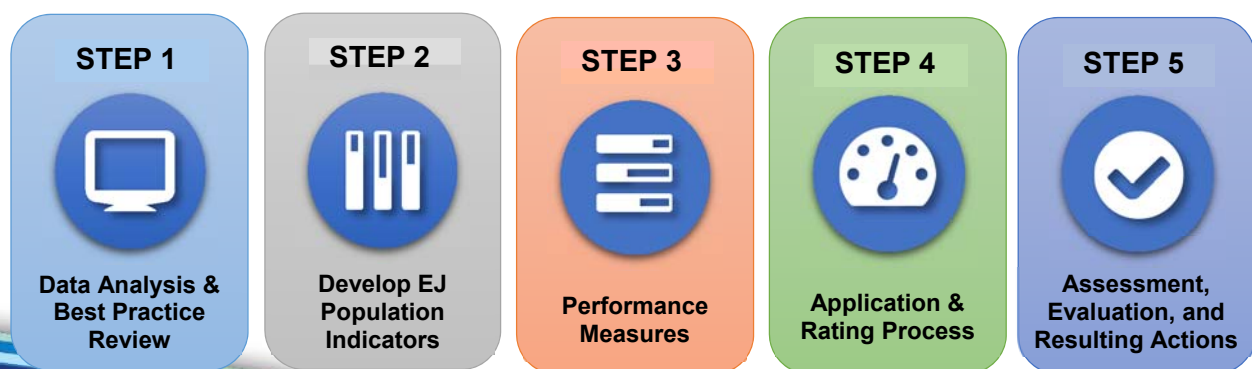 STEP 1
Data Analysis &
Best Practice
Review
STEP 2
Develop EJ
Population
Indicators
STEP 3
Performance
Measures
STEP 4
Application &
Rating Process
STEP 5
Assessment,
Evaluation, and
Resulting Actions